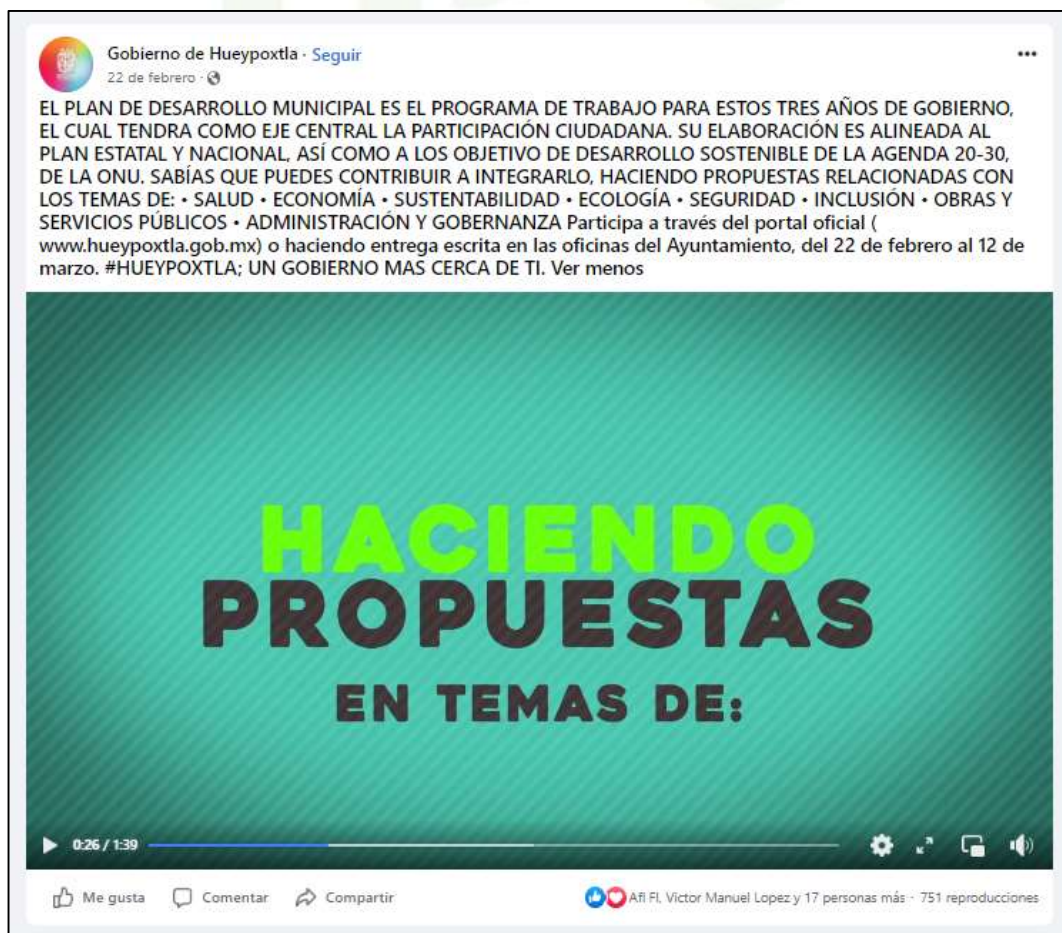 Gobierno de Hueypoxtla · Seguir
22 de febrero ·
EL PLAN DE DESARROLLO MUNICIPAL ES EL PROGRAMA DE TRABAJO PARA ESTOS TRES AÑOS DE GOBIERNO,
EL CUAL TENDRA COMO EJE CENTRAL LA PARTICIPACIÓN CIUDADANA. SU ELABORACIÓN ES ALINEADA AL
PLAN ESTATAL Y NACIONAL, ASÍ COMO A LOS OBJETIVO DE DESARROLLO SOSTENIBLE DE LA AGENDA 20-30,
DE LA ONU. SABÍAS QUE PUEDES CONTRIBUIR A INTEGRARLO, HACIENDO PROPUESTAS RELACIONADAS CON
LOS TEMAS DE: • SALUD • ECONOMÍA • SUSTENTABILIDAD • ECOLOGÍA • SEGURIDAD • INCLUSIÓN • OBRAS Y
SERVICIOS PÚBLICOS • ADMINISTRACIÓN Y GOBERNANZA Participa a través del portal oficial (
www.hueypoxtla.gob.mx) o haciendo entrega escrita en las oficinas del Ayuntamiento, del 22 de febrero al 12 de
marzo. #HUEYPOXTLA; UN GOBIERNO MAS CERCA DE TI. Ver menos
HACIENDO
PROPUESTAS
EN TEMAS DE:
0:26 / 1:39
Me gusta Comentar Compartir Afi Fl, Victor Manuel Lopez y 17 personas más · 751 reproducciones